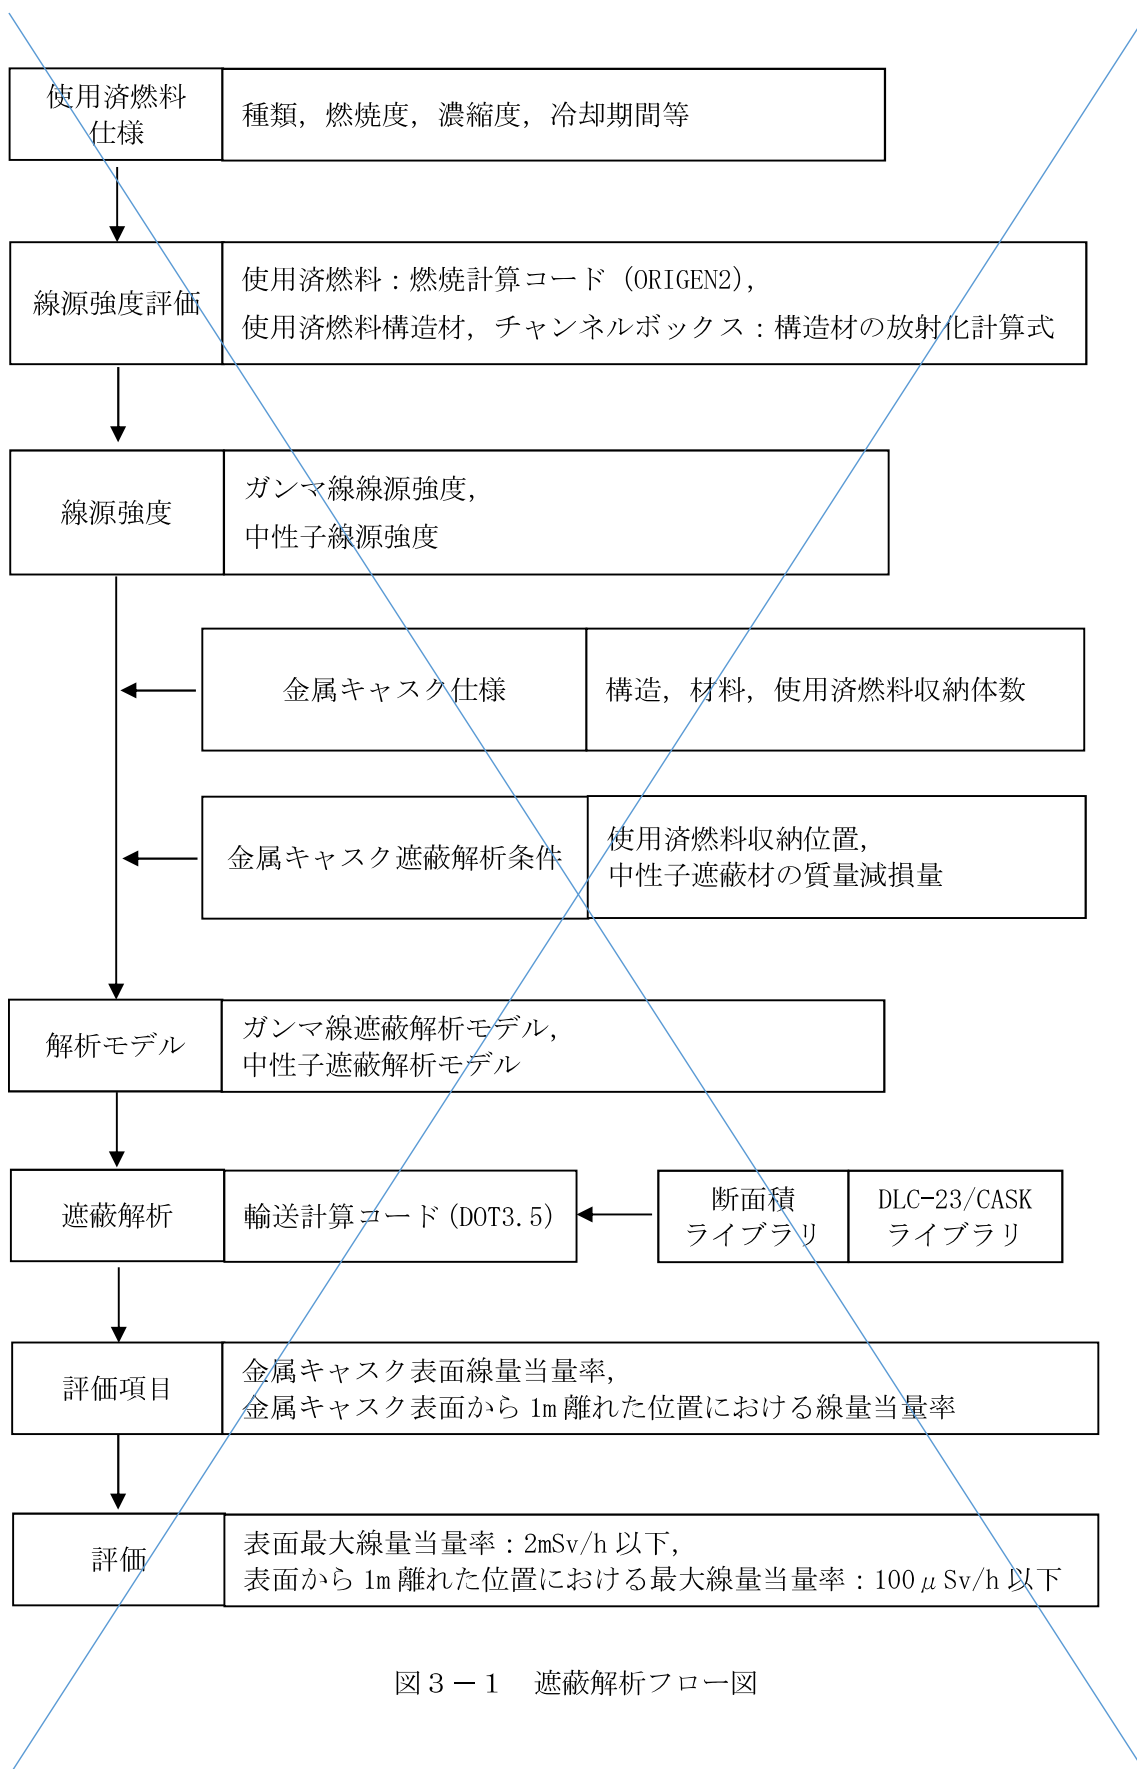 使用済燃料
仕様
種類, 燃焼度, 濃縮度, 冷却期間等
線源強度評価
使用済燃料:燃焼計算コード (ORIGEN2),
使用済燃料構造材, チャンネルボックス:構造材の放射化計算式
線源強度
ガンマ線線源強度,
中性子線源強度
金属キャスク仕様
構造, 材料, 使用済燃料収納体数
金属キャスク遮蔽解析条件
使用済燃料収納位置,
中性子遮蔽材の質量減損量
解析モデル
ガンマ線遮蔽解析モデル,
中性子遮蔽解析モデル
遮蔽解析
輸送計算コード(DOT3.5)
断面積
ライブラリ
DLC-23/CASK
ライブラリ
評価項目
金属キャスク表面線量当量率,
金属キャスク表面から 1m 離れた位置における線量当量率
評価
表面最大線量当量率:2mSv/h 以下,
表面から 1m 離れた位置における最大線量当量率:100μSv/h 以下
図3-1 遮蔽解析フロー図